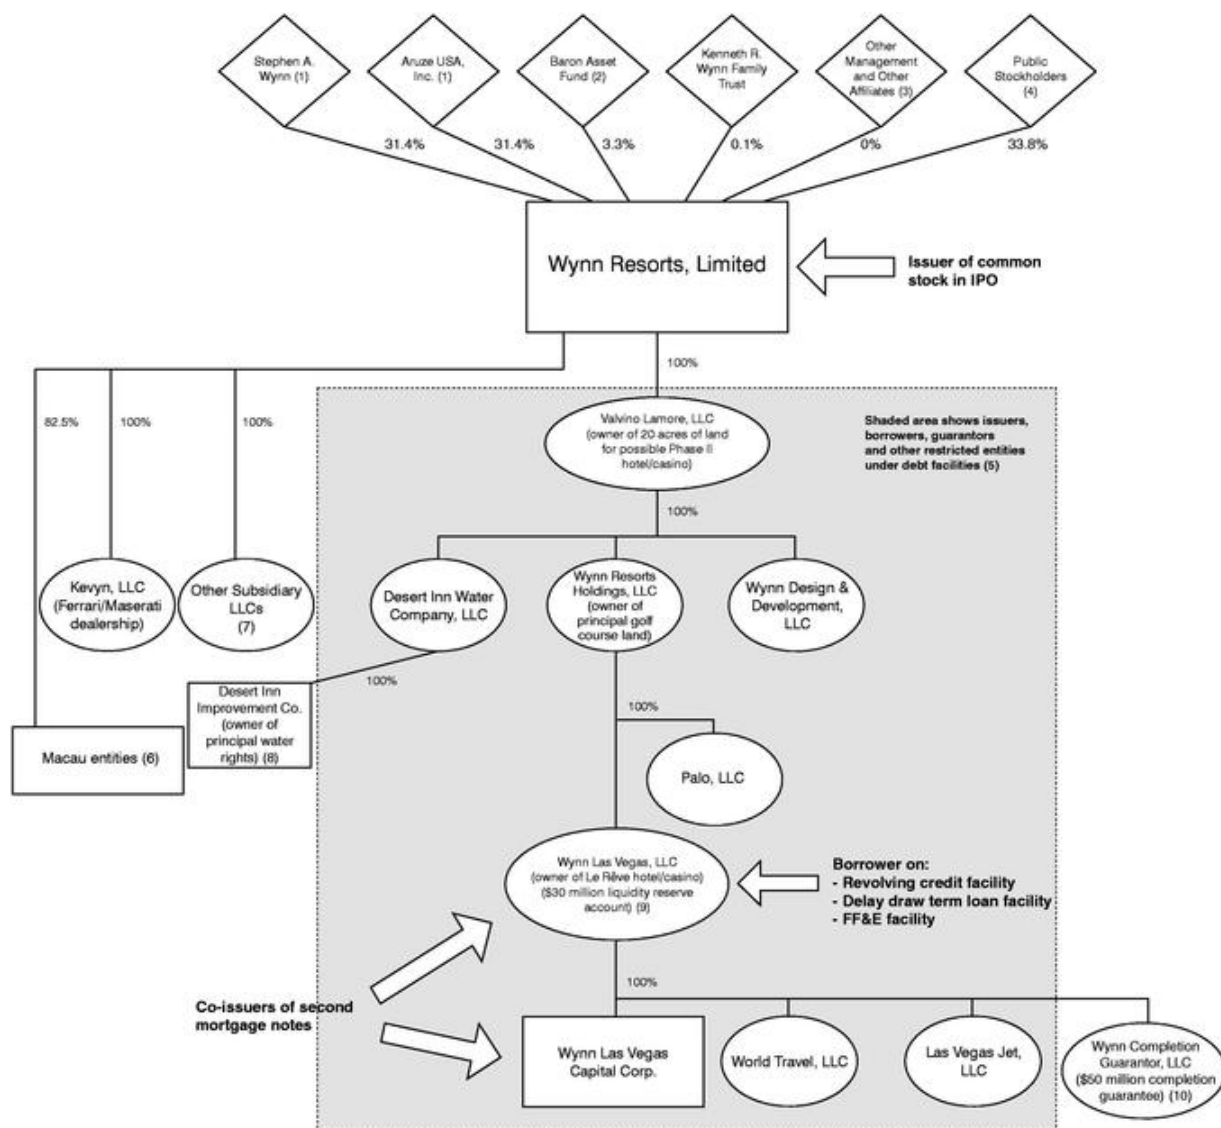 Stephen A.
Wynn (1)
Aruze USA,
Inc. (1)
Baron Asset
Fund (2)
Kenneth R.
Wynn Family
Trust
Other
Management
and Other
Affiliates (3)
Public
Stockholders
(4)
31.4%
31.4%
3.3%
0.1%
0%
33.8%
Wynn Resorts, Limited
Issuer of common
stock in IPO
100%
82.5%
100%
100%
Valvino Lamore, LLC
(owner of 20 acres of land
for possible Phase II
hotel/casino)
Shaded area shows issuers,
borrowers, guarantors
and other restricted entities
under debt facilities (5)
100%
Kevyn, LLC
(Ferrari/Maserati
dealership)
Other Subsidiary
LLCs
(7)
Desert Inn Water
Company, LLC
Wynn Resorts
Holdings, LLC
(owner of
principal golf
course land)
Wynn Design &
Development,
LLC
100%
Desert Inn
Improvement Co.
(owner of
principal water
rights) (8)
Macau entities (6)
100%
Palo, LLC
Wynn Las Vegas, LLC
(owner of Le Rêve hotel/casino)
($30 million liquidity reserve
account) (9)
Borrower on:
- Revolving credit facility
- Delay draw term loan facility
- FF&E facility
100%
Co-issuers of second
mortgage notes
Wynn Las Vegas
Capital Corp.
World Travel, LLC
Las Vegas Jet,
LLC
Wynn Completion
Guarantor, LLC
($50 million completion
guarantee) (10)